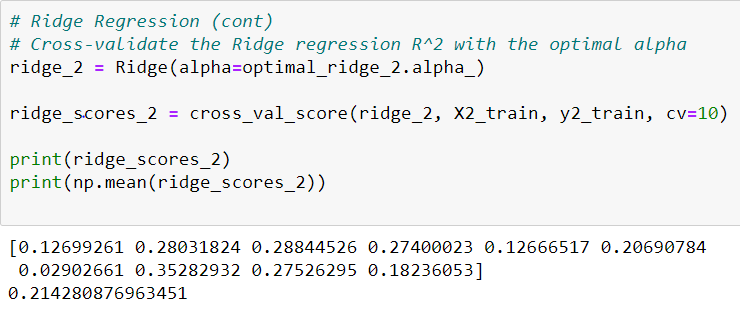 # Ridge Regression (cont)
# Cross-validate the Ridge regression R^2 with the optimal alpha
ridge_2 = Ridge(alpha=optimal_ridge_2.alpha_)
ridge_scores_2 = cross_val_score(ridge_2, X2_train, y2_train, cv=10)
print(ridge_scores_2)
print(np.mean(ridge_scores_2))
[0.12699261 0.28031824 0.28844526 0.27400023 0.12666517 0.20690784
0.02902661 0.35282932 0.27526295 0.18236053]
0.214280876963451